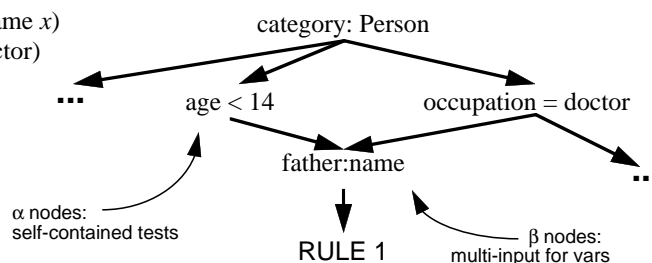 ame x)
ctor)
category: Person
...
age < 14
occupation = doctor
father:name
..
α nodes:
self-contained tests
β nodes:
multi-input for vars
RULE 1